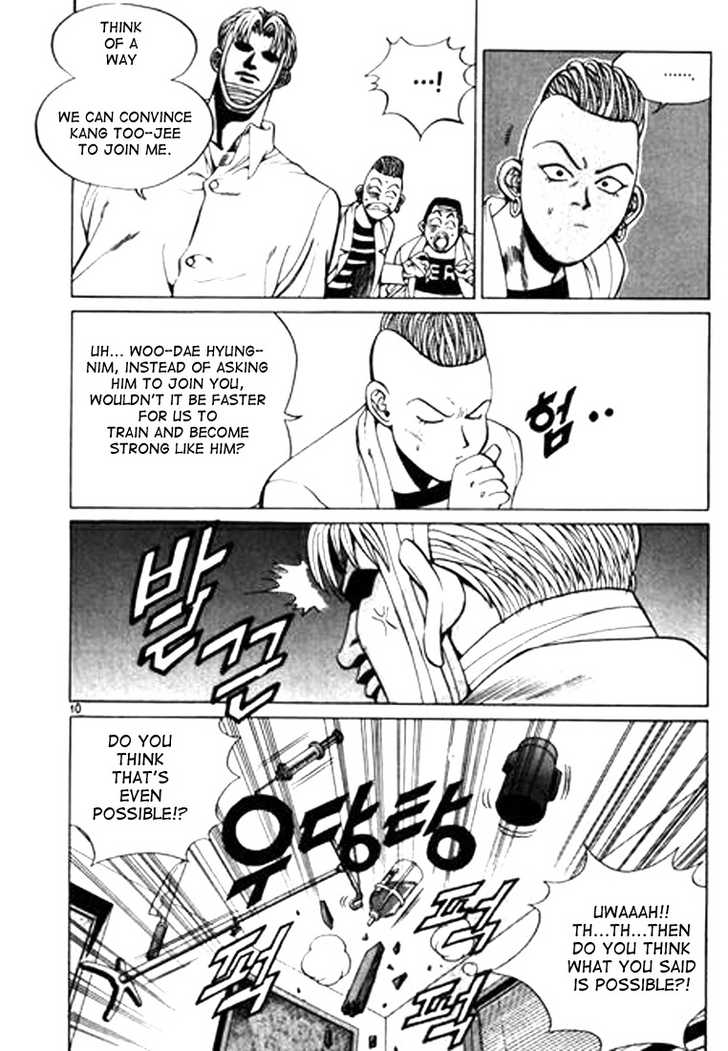 THINK
OF A
WAY
WE CAN CONVINCE
KANG TOO-JEE
TO JOIN ME.
...!
ER
.......
UH... WOO-DAE HYUNG-
NIM, INSTEAD OF ASKING
HIM TO JOIN YOU,
WOULDN'T IT BE FASTER
FOR US TO
TRAIN AND BECOME
STRONG LIKE HIM?
험..
발끈
10
DO YOU
THINK
THAT'S
EVEN
POSSIBLE!?
우당탕
퍽
퍽
퍽
UWAAAH!!
TH...TH...THEN
DO YOU THINK
WHAT YOU SAID
IS POSSIBLE?!